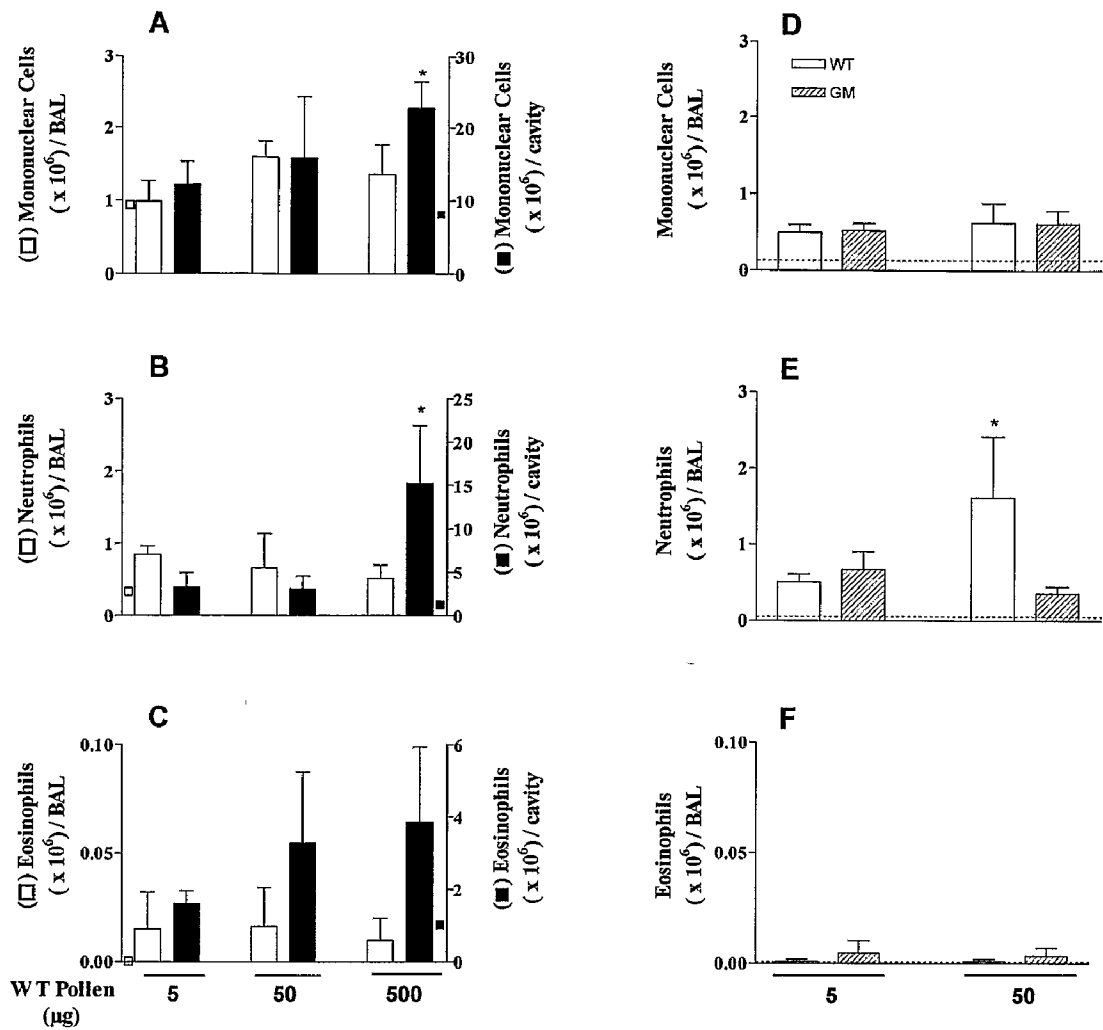 A
(□) Mononuclear Cells
( x 10⁶) / BAL
3
2
1
0
30
20
10
0
(■) Mononuclear Cells
(x 10⁶) / cavity
*
D
Mononuclear Cells
( x 10⁶) / BAL
3
2
1
0
WT
GM
B
(□) Neutrophils
( x 10⁶) / BAL
3
2
1
0
25
20
15
10
5
0
(■) Neutrophils
(x 10⁶) / cavity
*
E
Neutrophils
( x 10⁶) / BAL
3
2
1
0
*
C
(□) Eosinophils
( x 10⁶) / BAL
0.10
0.05
0.00
6
4
2
0
(■) Eosinophils
( x 10⁶) / cavity
WT Pollen
(µg)
5
50
500
F
Eosinophils
( x 10⁶) / BAL
0.10
0.05
0.00
5
50